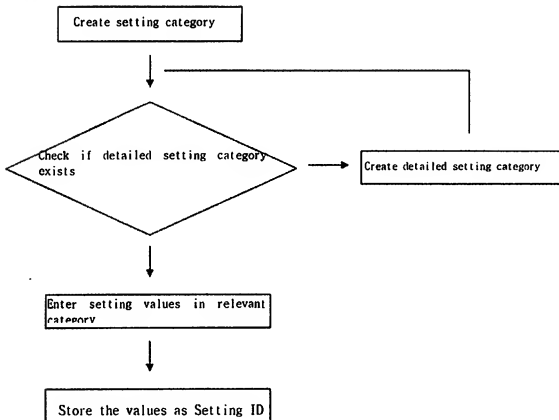 Create setting category
Check if detailed setting category
exists
Create detailed setting category
Enter setting values in relevant
category
Store the values as Setting ID